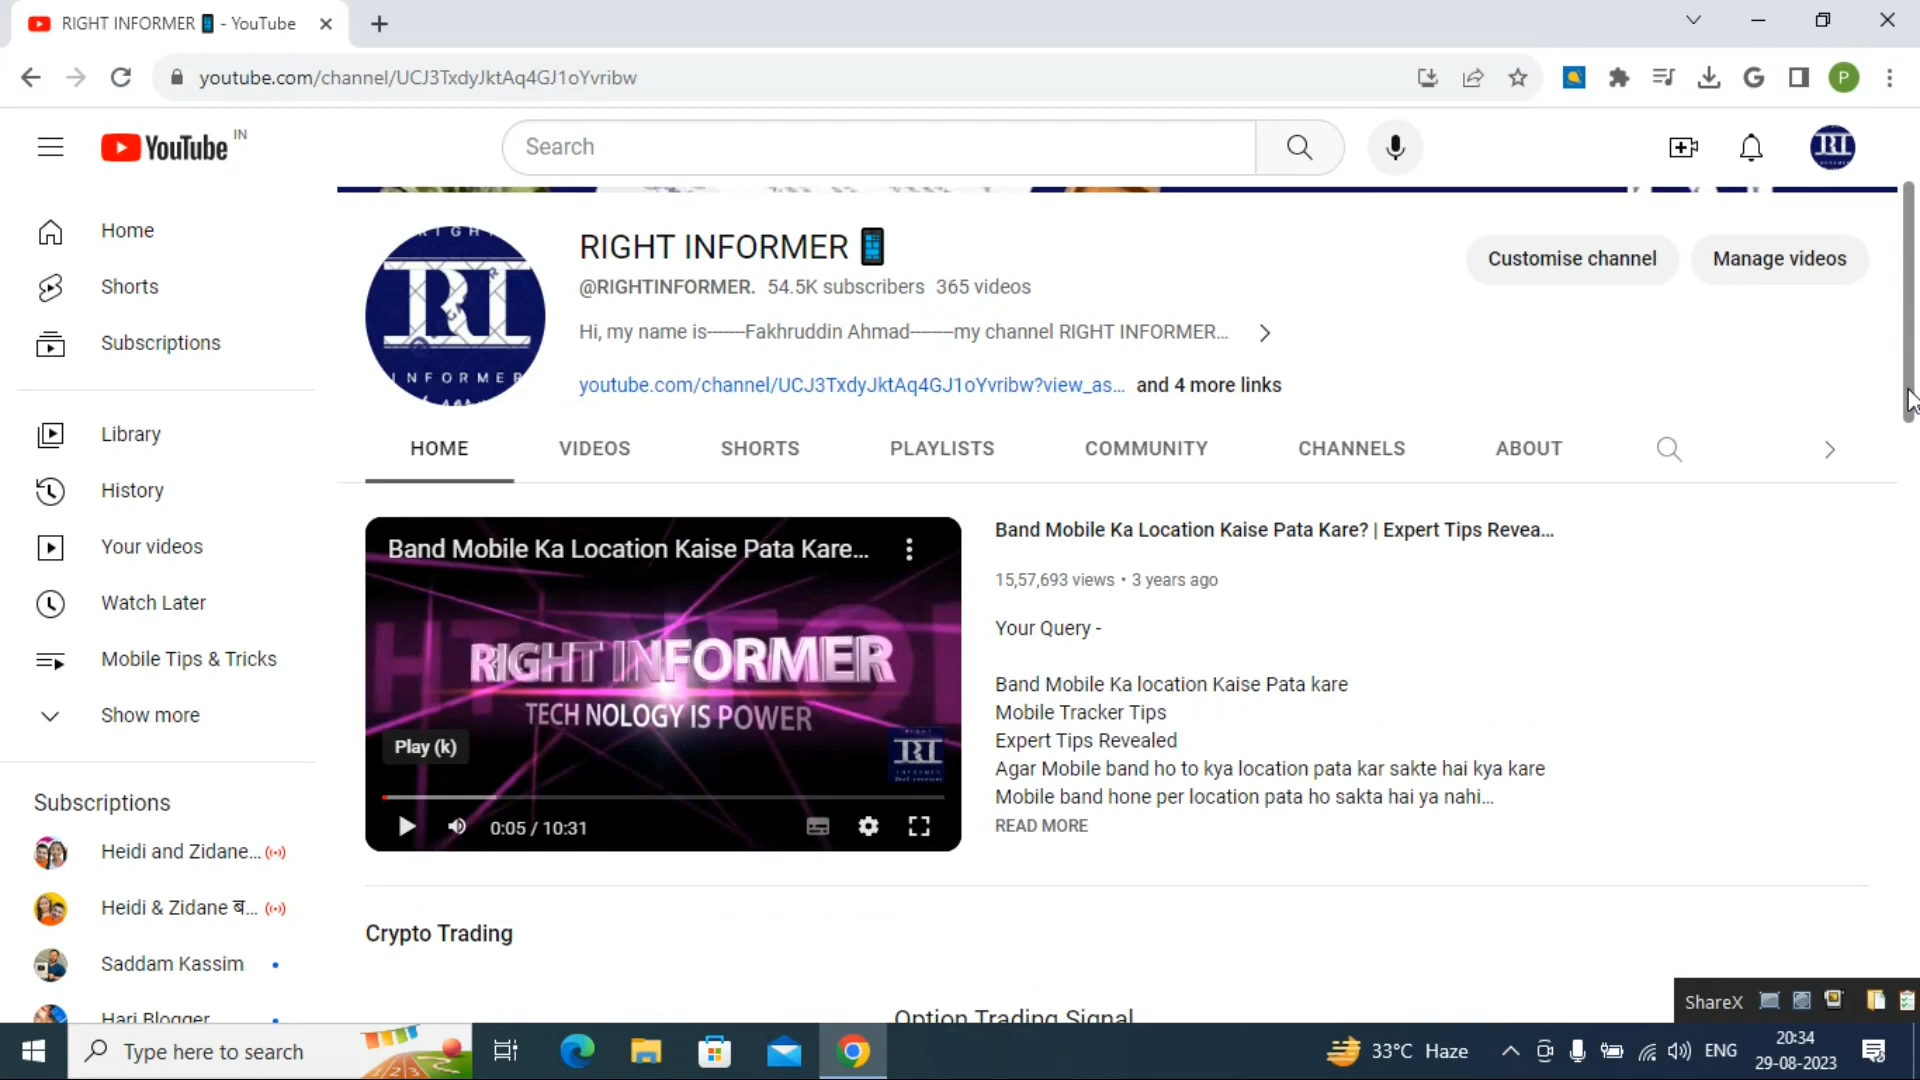 RIGHT INFORMER - YouTube
youtube.com/channel/UCJ3TxdyJktAq4GJ1oYvribw
P
YouTube IN
Search
RI
Home
Shorts
Subscriptions
Library
History
Your videos
Watch Later
Mobile Tips & Tricks
Show more
Subscriptions
Heidi and Zidane...
Heidi & Zidane ब...
Saddam Kassim
Hari Blogger
RIGHT
RI
INFORMER
RIGHT INFORMER
@RIGHTINFORMER. 54.5K subscribers 365 videos
Hi, my name is-------Fakhruddin Ahmad--------my channel RIGHT INFORMER...
youtube.com/channel/UCJ3TxdyJktAq4GJ1oYvribw?view_as... and 4 more links
Customise channel
Manage videos
HOME VIDEOS SHORTS PLAYLISTS COMMUNITY CHANNELS ABOUT
Band Mobile Ka Location Kaise Pata Kare...
RIGHT INFORMER
TECH NOLOGY IS POWER
Play (k)
RI
0:05 / 10:31
Band Mobile Ka Location Kaise Pata Kare? | Expert Tips Revea...
15,57,693 views • 3 years ago
Your Query -
Band Mobile Ka location Kaise Pata kare
Mobile Tracker Tips
Expert Tips Revealed
Agar Mobile band ho to kya location pata kar sakte hai kya kare
Mobile band hone per location pata ho sakta hai ya nahi...
READ MORE
Crypto Trading
Option Trading Signal
ShareX
Type here to search
33°C Haze
ENG
20:34
29-08-2023